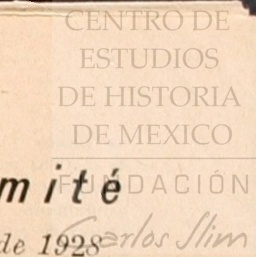 CENTRO DE
ESTUDIOS
DE HISTORIA
DE MEXICO
FUNDACIÓN
Carlos Slim
mité
de 1928